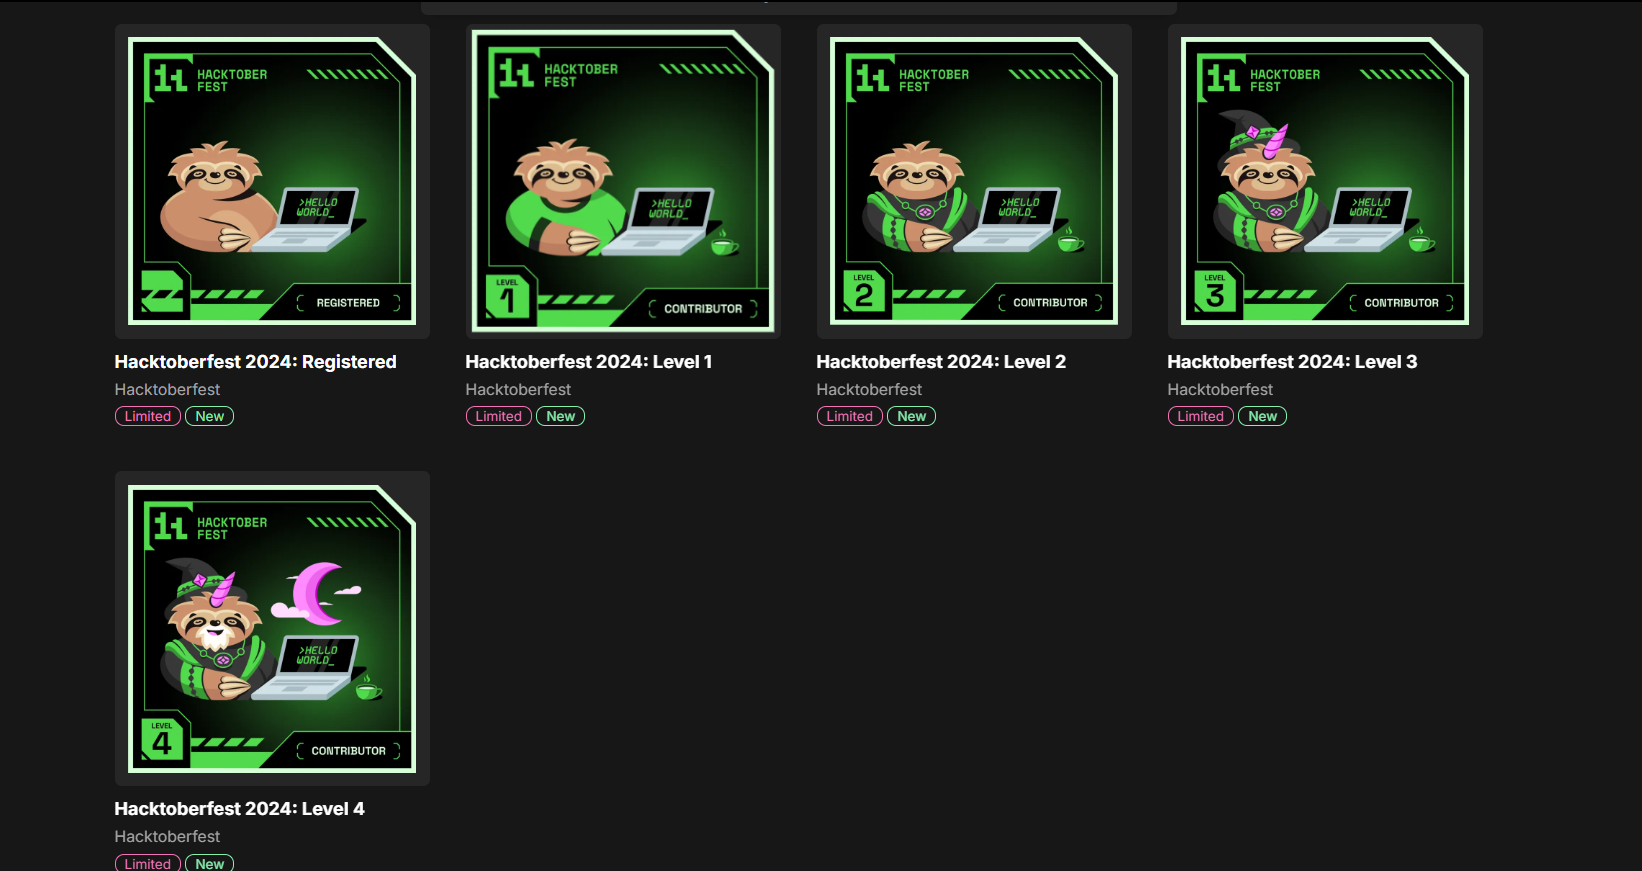 HACKTOBER
FEST
>HELLO
WORLD_
REGISTERED
Hacktoberfest 2024: Registered
Hacktoberfest
Limited New
HACKTOBER
FEST
>HELLO
WORLD_
LEVEL
1
CONTRIBUTOR
Hacktoberfest 2024: Level 1
Hacktoberfest
Limited New
HACKTOBER
FEST
>HELLO
WORLD_
LEVEL
2
CONTRIBUTOR
Hacktoberfest 2024: Level 2
Hacktoberfest
Limited New
HACKTOBER
FEST
>HELLO
WORLD_
LEVEL
3
CONTRIBUTOR
Hacktoberfest 2024: Level 3
Hacktoberfest
Limited New
HACKTOBER
FEST
>HELLO
WORLD_
LEVEL
4
CONTRIBUTOR
Hacktoberfest 2024: Level 4
Hacktoberfest
Limited New